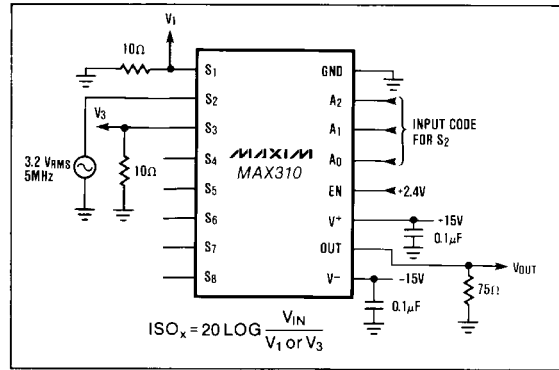 V1
10Ω
S1
GND
S2
A2
V3
S3
A1
INPUT CODE
FOR S2
S4
A0
3.2 VRMS
5MHz
10Ω
MAXIM
MAX310
S5
EN
+2.4V
S6
V+
+15V
0.1µF
S7
OUT
VOUT
S8
V−
−15V
0.1µF
75Ω
ISOx = 20 LOG VIN
V1 or V3